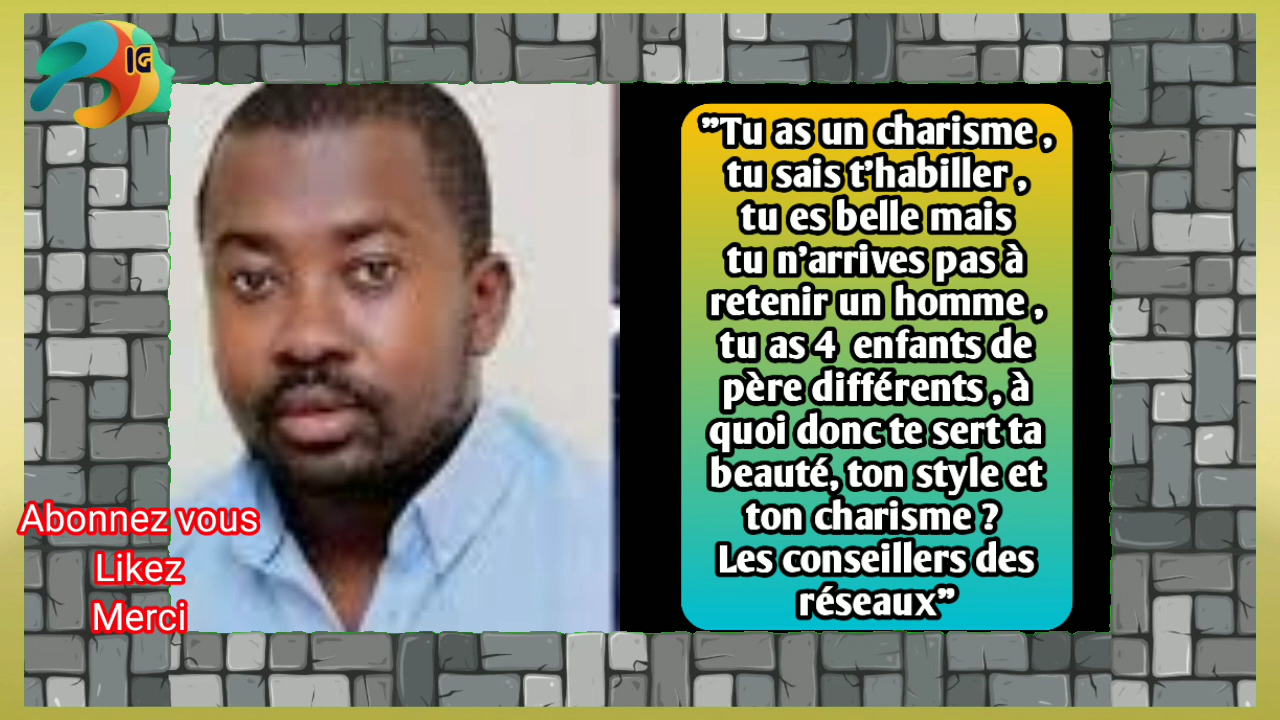 IG
"Tu as un charisme ,
tu sais t'habiller ,
tu es belle mais
tu n'arrives pas à
retenir un homme ,
tu as 4 enfants de
père différents , à
quoi donc te sert ta
beauté, ton style et
ton charisme ?
Les conseillers des
réseaux"
Abonnez vous
Likez
Merci